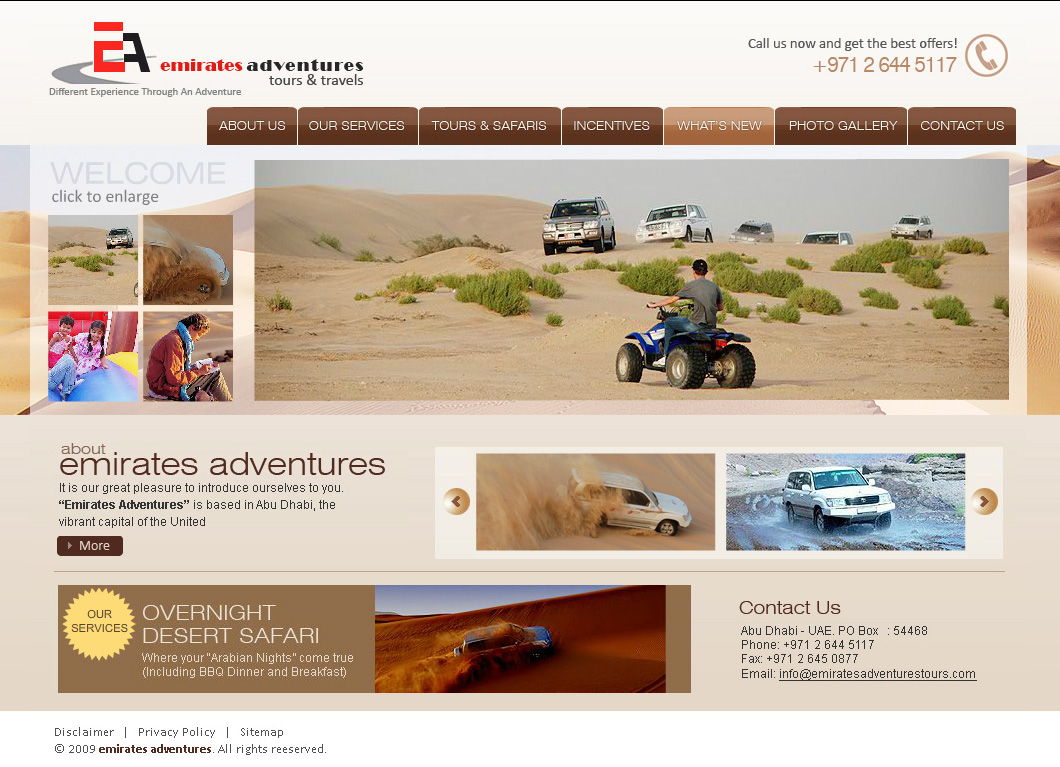 EA
emirates adventures
tours & travels
Different Experience Through An Adventure
Call us now and get the best offers!
+971 2 644 5117
ABOUT US
OUR SERVICES
TOURS & SAFARIS
INCENTIVES
WHAT'S NEW
PHOTO GALLERY
CONTACT US
WELCOME
click to enlarge
about
emirates adventures
It is our great pleasure to introduce ourselves to you.
“Emirates Adventures” is based in Abu Dhabi, the
vibrant capital of the United
More
OUR
SERVICES
OVERNIGHT
DESERT SAFARI
Where your "Arabian Nights" come true
(Including BBQ Dinner and Breakfast)
Contact Us
Abu Dhabi - UAE. PO Box : 54468
Phone: +971 2 644 5117
Fax: +971 2 645 0877
Email: info@emiratesadventurestours.com
Disclaimer | Privacy Policy | Sitemap
© 2009 emirates adventures. All rights reeserved.